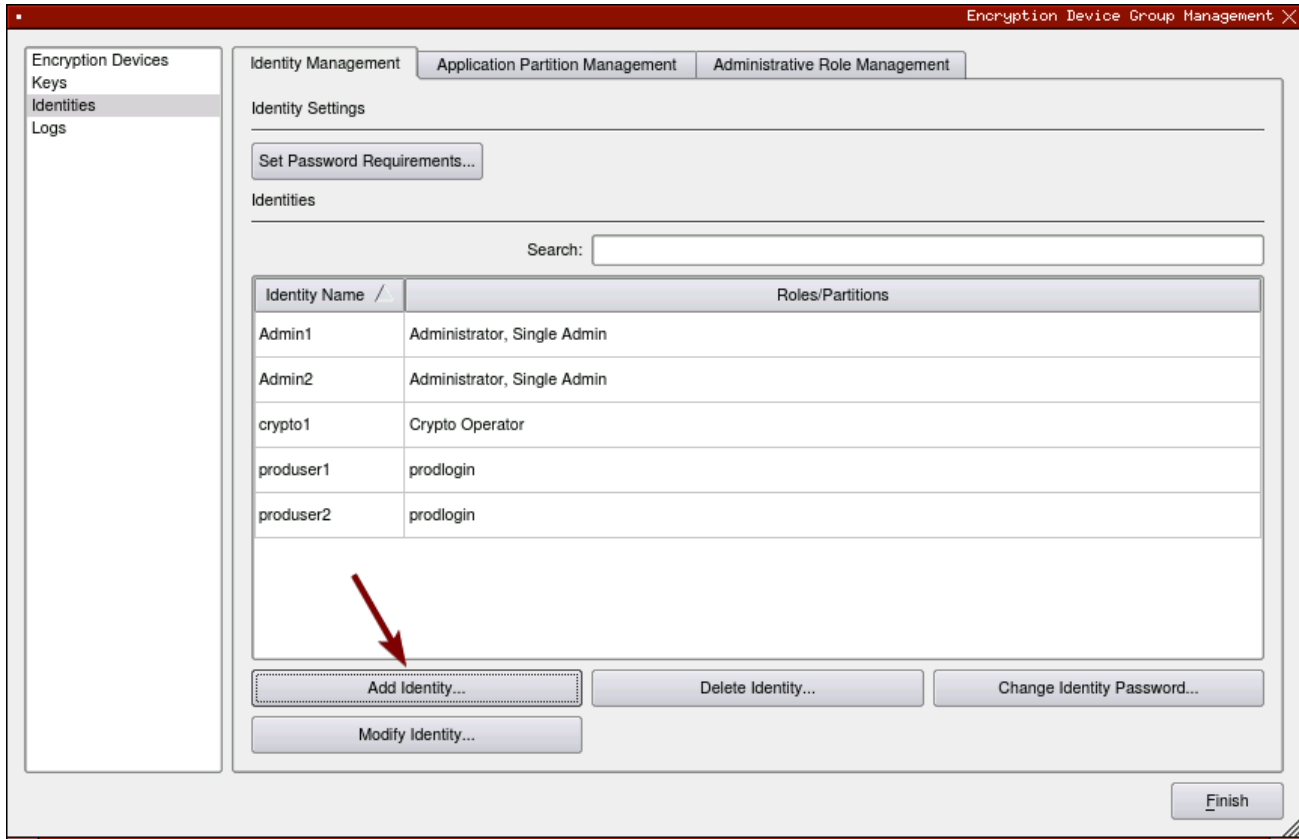 Encryption Device Group Management
Encryption Devices
Keys
Identities
Logs
Identity Management
Application Partition Management
Administrative Role Management
Identity Settings
Set Password Requirements...
Identities
Search:
Identity Name Roles/Partitions
Admin1 Administrator, Single Admin
Admin2 Administrator, Single Admin
crypto1 Crypto Operator
produser1 prodlogin
produser2 prodlogin
Add Identity... Delete Identity... Change Identity Password...
Modify Identity...
Finish